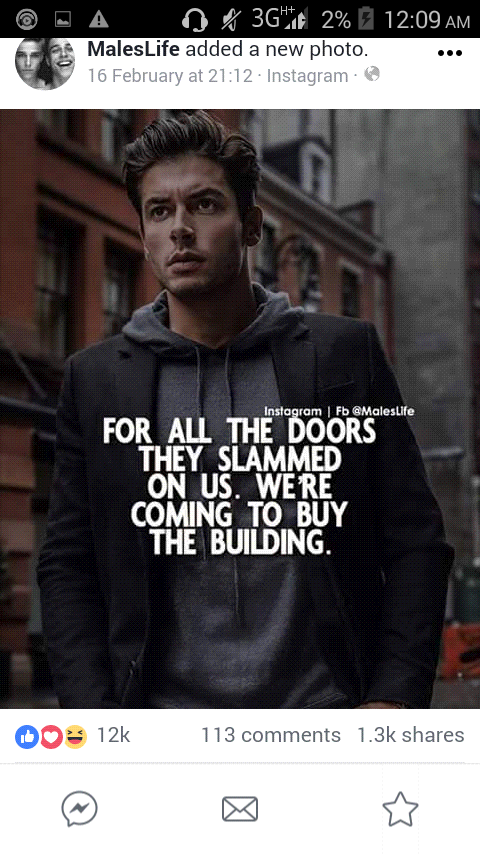 3G H+ 2% 12:09 AM
MalesLife added a new photo.
16 February at 21:12 · Instagram ·
Instagram | Fb @MalesLife
FOR ALL THE DOORS
THEY SLAMMED
ON US. WE'RE
COMING TO BUY
THE BUILDING.
12k 113 comments 1.3k shares